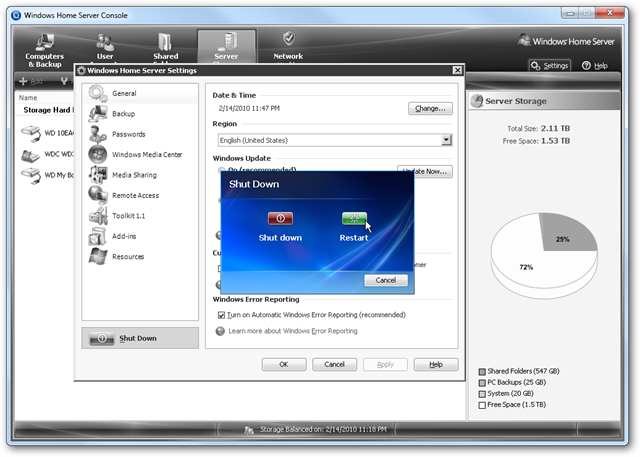 Windows Home Server Console
Computers & Backup
User
Shared
Server
Network
Windows Home Server
Settings
Help
Add
Name
Storage Hard
WD 10EA
WDC WD
WD My B
Windows Home Server Settings
General
Backup
Passwords
Windows Media Center
Media Sharing
Remote Access
Toolkit 1.1
Add-ins
Resources
Shut Down
Date & Time
2/14/2010 11:47 PM
Change...
Region
English (United States)
Windows Update
On (recommended)
Update Now...
Shut Down
Shut down
Restart
Cancel
Cu
omer
Windows Error Reporting
Turn on Automatic Windows Error Reporting (recommended)
Learn more about Windows Error Reporting
OK
Cancel
Apply
Help
Server Storage
Total Size: 2.11 TB
Free Space: 1.53 TB
25%
72%
Shared Folders (547 GB)
PC Backups (25 GB)
System (20 GB)
Free Space (1.5 TB)
Storage Balanced on: 2/14/2010 11:18 PM